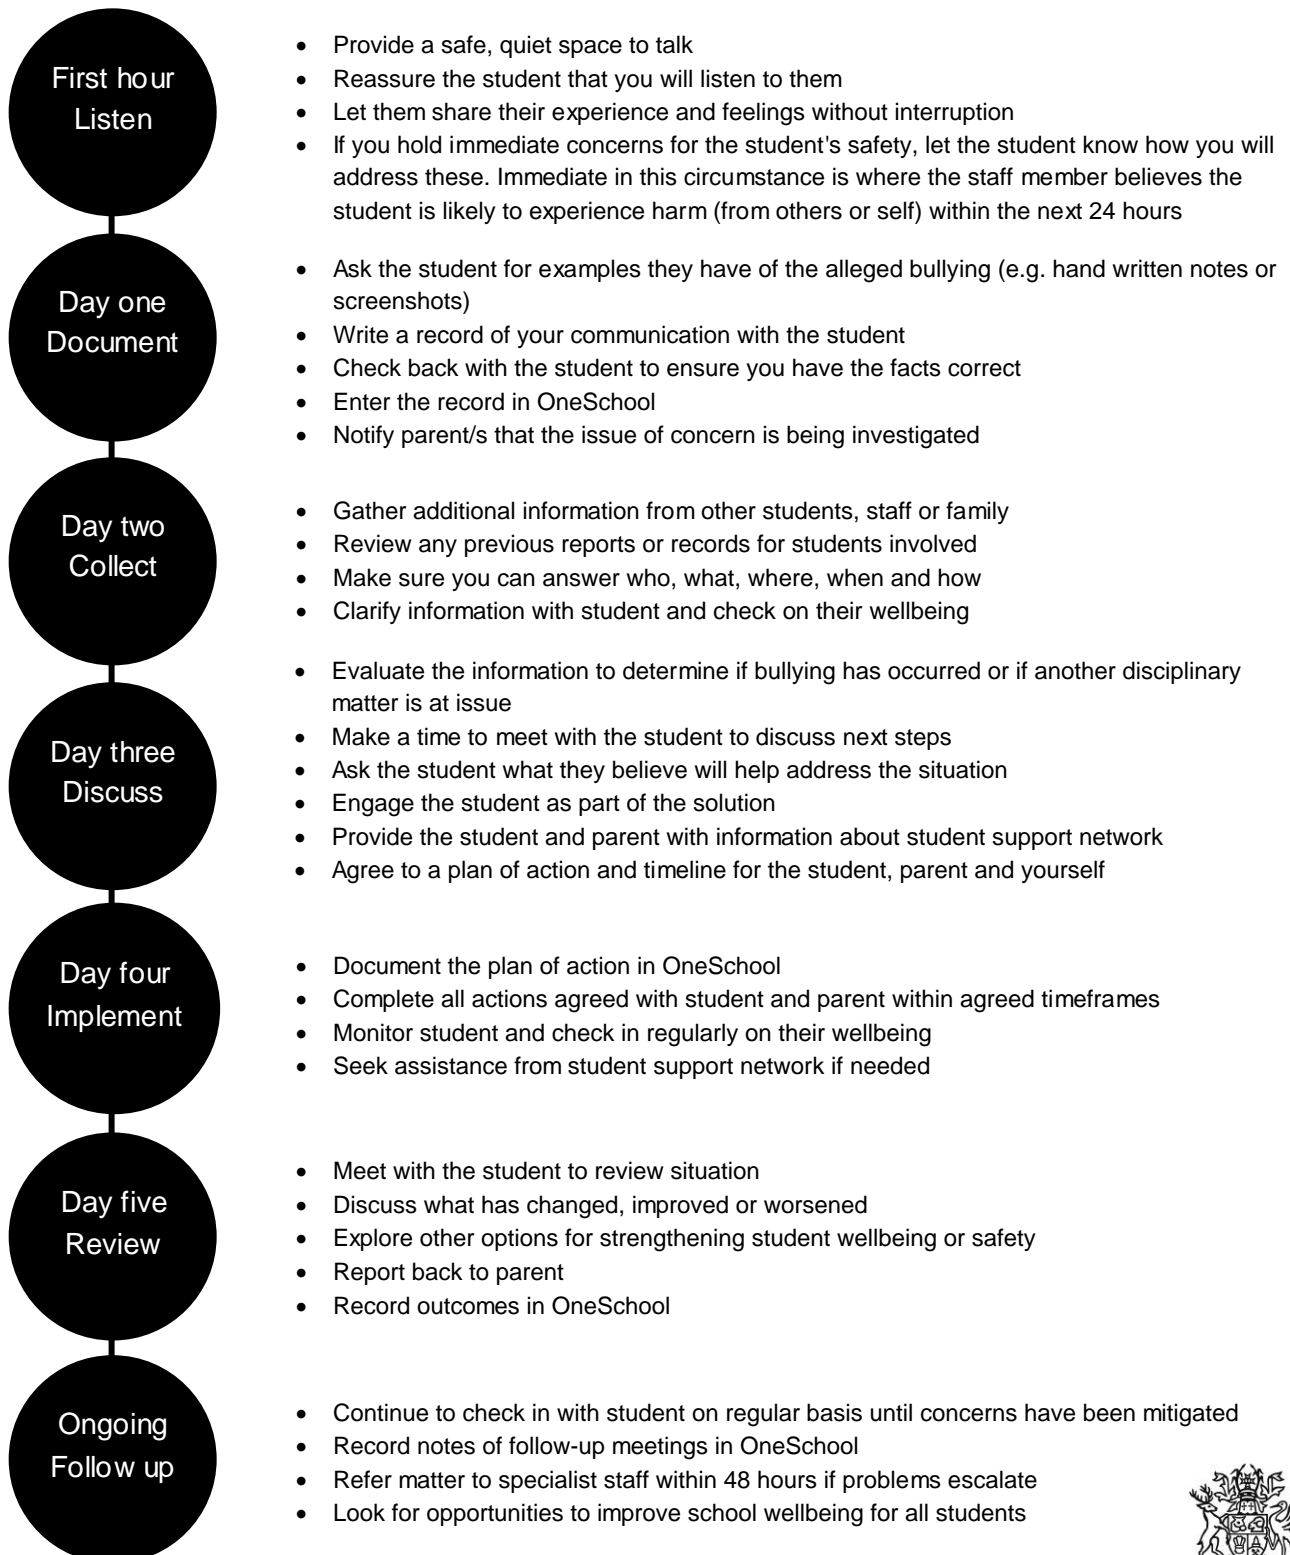 First hour
Listen
• Provide a safe, quiet space to talk
• Reassure the student that you will listen to them
• Let them share their experience and feelings without interruption
• If you hold immediate concerns for the student's safety, let the student know how you will
address these. Immediate in this circumstance is where the staff member believes the
student is likely to experience harm (from others or self) within the next 24 hours
Day one
Document
• Ask the student for examples they have of the alleged bullying (e.g. hand written notes or
screenshots)
• Write a record of your communication with the student
• Check back with the student to ensure you have the facts correct
• Enter the record in OneSchool
• Notify parent/s that the issue of concern is being investigated
Day two
Collect
• Gather additional information from other students, staff or family
• Review any previous reports or records for students involved
• Make sure you can answer who, what, where, when and how
• Clarify information with student and check on their wellbeing
Day three
Discuss
• Evaluate the information to determine if bullying has occurred or if another disciplinary
matter is at issue
• Make a time to meet with the student to discuss next steps
• Ask the student what they believe will help address the situation
• Engage the student as part of the solution
• Provide the student and parent with information about student support network
• Agree to a plan of action and timeline for the student, parent and yourself
Day four
Implement
• Document the plan of action in OneSchool
• Complete all actions agreed with student and parent within agreed timeframes
• Monitor student and check in regularly on their wellbeing
• Seek assistance from student support network if needed
Day five
Review
• Meet with the student to review situation
• Discuss what has changed, improved or worsened
• Explore other options for strengthening student wellbeing or safety
• Report back to parent
• Record outcomes in OneSchool
Ongoing
Follow up
• Continue to check in with student on regular basis until concerns have been mitigated
• Record notes of follow-up meetings in OneSchool
• Refer matter to specialist staff within 48 hours if problems escalate
• Look for opportunities to improve school wellbeing for all students